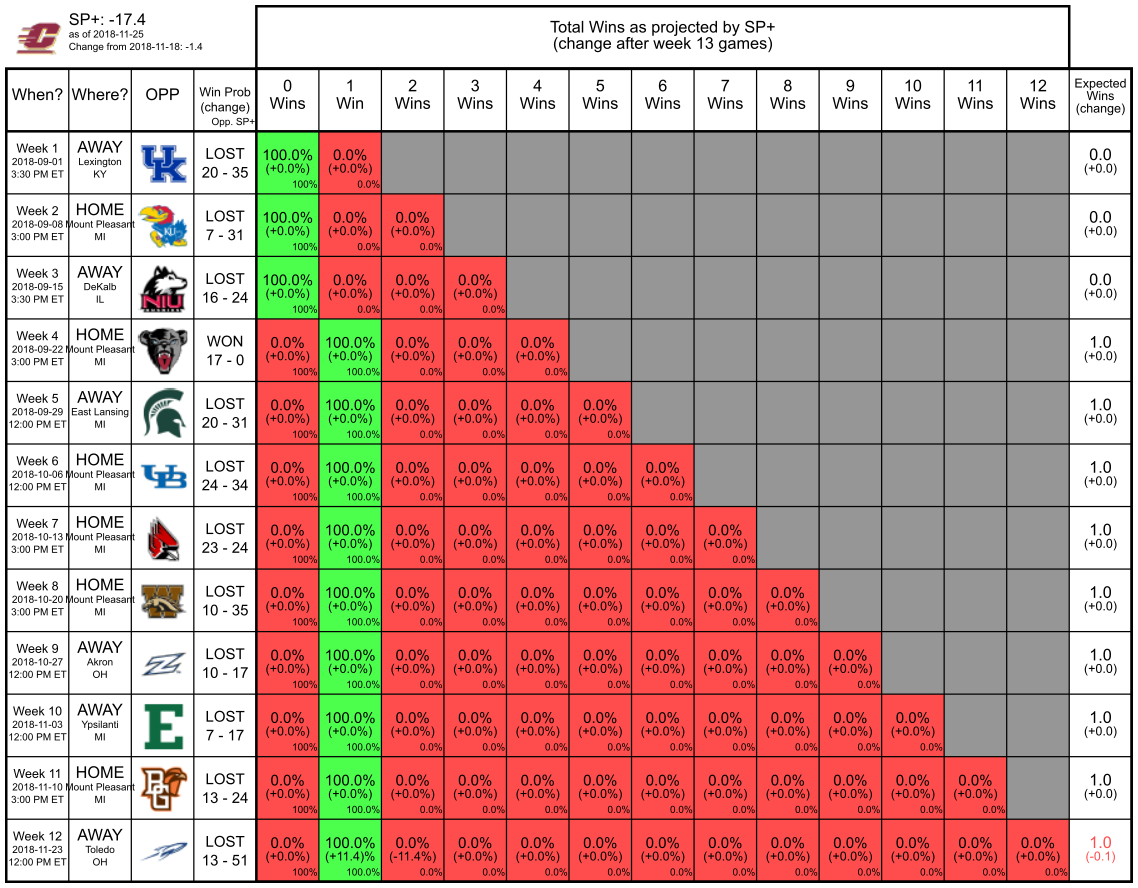 SP+: -17.4
as of 2018-11-25
Change from 2018-11-18: -1.4
Total Wins as projected by SP+
(change after week 13 games)
When? Where? OPP Win Prob (change) Opp. SP+ 0 Wins 1 Win 2 Wins 3 Wins 4 Wins 5 Wins 6 Wins 7 Wins 8 Wins 9 Wins 10 Wins 11 Wins 12 Wins Expected Wins (change)
Week 1 AWAY LOST 100.0% 0.0% 0.0
2018-09-01 Lexington UK (+0.0%) (+0.0%) (+0.0)
3:30 PM ET KY 20 - 35 100% 0.0%
Week 2 HOME LOST 100.0% 0.0% 0.0% 0.0
2018-09-08 Mount Pleasant KU (+0.0%) (+0.0%) (+0.0%) (+0.0)
3:00 PM ET MI 7 - 31 100% 0.0% 0.0%
Week 3 AWAY LOST 100.0% 0.0% 0.0% 0.0% 0.0
2018-09-15 DeKalb NIU (+0.0%) (+0.0%) (+0.0%) (+0.0%) (+0.0)
3:30 PM ET IL 16 - 24 100% 0.0% 0.0% 0.0%
Week 4 HOME WON 0.0% 100.0% 0.0% 0.0% 0.0% 1.0
2018-09-22 Mount Pleasant (+0.0%) (+0.0%) (+0.0%) (+0.0%) (+0.0%) (+0.0)
3:00 PM ET MI 17 - 0 100% 100.0% 0.0% 0.0% 0.0%
Week 5 AWAY LOST 0.0% 100.0% 0.0% 0.0% 0.0% 0.0% 1.0
2018-09-29 East Lansing (+0.0%) (+0.0%) (+0.0%) (+0.0%) (+0.0%) (+0.0%) (+0.0)
12:00 PM ET MI 20 - 31 100% 100.0% 0.0% 0.0% 0.0% 0.0%
Week 6 HOME LOST 0.0% 100.0% 0.0% 0.0% 0.0% 0.0% 0.0% 1.0
2018-10-06 Mount Pleasant UB (+0.0%) (+0.0%) (+0.0%) (+0.0%) (+0.0%) (+0.0%) (+0.0%) (+0.0)
12:00 PM ET MI 24 - 34 100% 100.0% 0.0% 0.0% 0.0% 0.0% 0.0%
Week 7 HOME LOST 0.0% 100.0% 0.0% 0.0% 0.0% 0.0% 0.0% 0.0% 1.0
2018-10-13 Mount Pleasant (+0.0%) (+0.0%) (+0.0%) (+0.0%) (+0.0%) (+0.0%) (+0.0%) (+0.0%) (+0.0)
3:00 PM ET MI 23 - 24 100% 100.0% 0.0% 0.0% 0.0% 0.0% 0.0% 0.0%
Week 8 HOME LOST 0.0% 100.0% 0.0% 0.0% 0.0% 0.0% 0.0% 0.0% 0.0% 1.0
2018-10-20 Mount Pleasant W (+0.0%) (+0.0%) (+0.0%) (+0.0%) (+0.0%) (+0.0%) (+0.0%) (+0.0%) (+0.0%) (+0.0)
3:00 PM ET MI 10 - 35 100% 100.0% 0.0% 0.0% 0.0% 0.0% 0.0% 0.0% 0.0%
Week 9 AWAY LOST 0.0% 100.0% 0.0% 0.0% 0.0% 0.0% 0.0% 0.0% 0.0% 0.0% 1.0
2018-10-27 Akron (+0.0%) (+0.0%) (+0.0%) (+0.0%) (+0.0%) (+0.0%) (+0.0%) (+0.0%) (+0.0%) (+0.0%) (+0.0)
12:00 PM ET OH 10 - 17 100% 100.0% 0.0% 0.0% 0.0% 0.0% 0.0% 0.0% 0.0% 0.0%
Week 10 AWAY LOST 0.0% 100.0% 0.0% 0.0% 0.0% 0.0% 0.0% 0.0% 0.0% 0.0% 0.0% 1.0
2018-11-03 Ypsilanti E (+0.0%) (+0.0%) (+0.0%) (+0.0%) (+0.0%) (+0.0%) (+0.0%) (+0.0%) (+0.0%) (+0.0%) (+0.0%) (+0.0)
12:00 PM ET MI 7 - 17 100% 100.0% 0.0% 0.0% 0.0% 0.0% 0.0% 0.0% 0.0% 0.0% 0.0%
Week 11 HOME LOST 0.0% 100.0% 0.0% 0.0% 0.0% 0.0% 0.0% 0.0% 0.0% 0.0% 0.0% 0.0% 1.0
2018-11-10 Mount Pleasant BG (+0.0%) (+0.0%) (+0.0%) (+0.0%) (+0.0%) (+0.0%) (+0.0%) (+0.0%) (+0.0%) (+0.0%) (+0.0%) (+0.0%) (+0.0)
3:00 PM ET MI 13 - 24 100% 100.0% 0.0% 0.0% 0.0% 0.0% 0.0% 0.0% 0.0% 0.0% 0.0% 0.0%
Week 12 AWAY LOST 0.0% 100.0% 0.0% 0.0% 0.0% 0.0% 0.0% 0.0% 0.0% 0.0% 0.0% 0.0% 0.0% 1.0
2018-11-23 Toledo (+0.0%) (+11.4)% (-11.4%) (+0.0%) (+0.0%) (+0.0%) (+0.0%) (+0.0%) (+0.0%) (+0.0%) (+0.0%) (+0.0%) (+0.0%) (-0.1)
12:00 PM ET OH 13 - 51 100% 100.0% 0.0% 0.0% 0.0% 0.0% 0.0% 0.0% 0.0% 0.0% 0.0% 0.0% 0.0%